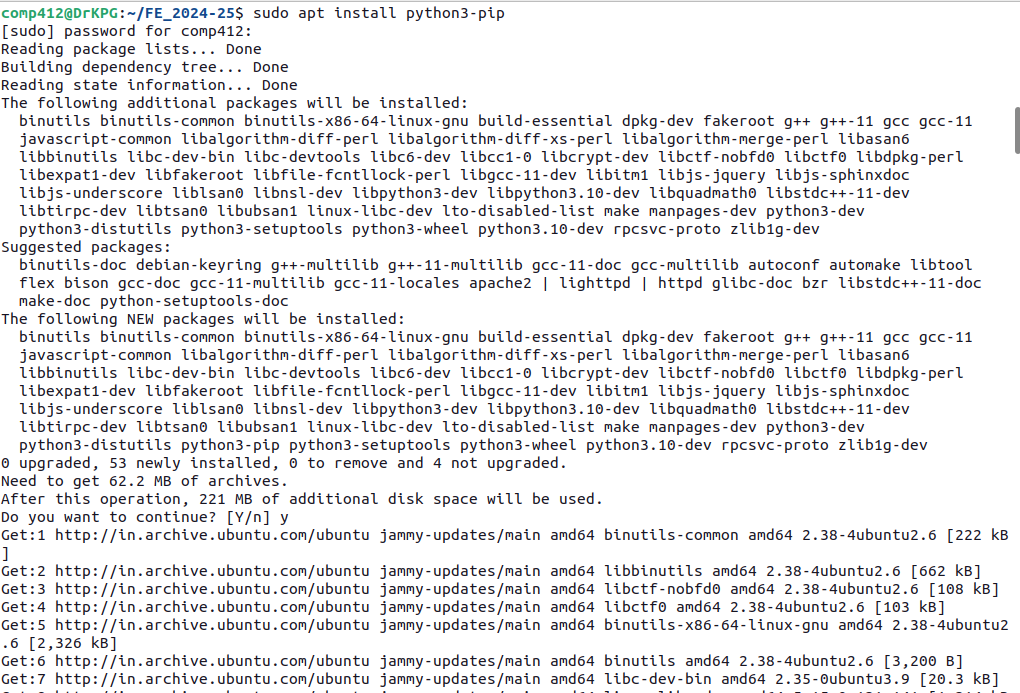 comp412@DrKPG:~/FE_2024-25$ sudo apt install python3-pip
[sudo] password for comp412:
Reading package lists... Done
Building dependency tree... Done
Reading state information... Done
The following additional packages will be installed:
  binutils binutils-common binutils-x86-64-linux-gnu build-essential dpkg-dev fakeroot g++ g++-11 gcc gcc-11
  javascript-common libalgorithm-diff-perl libalgorithm-diff-xs-perl libalgorithm-merge-perl libasan6
  libbinutils libc-dev-bin libc-devtools libc6-dev libcc1-0 libcrypt-dev libctf-nobfd0 libctf0 libdpkg-perl
  libexpat1-dev libfakeroot libfile-fcntllock-perl libgcc-11-dev libitm1 libjs-jquery libjs-sphinxdoc
  libjs-underscore liblsan0 libnsl-dev libpython3-dev libpython3.10-dev libquadmath0 libstdc++-11-dev
  libtirpc-dev libtsan0 libubsan1 linux-libc-dev lto-disabled-list make manpages-dev python3-dev
  python3-distutils python3-setuptools python3-wheel python3.10-dev rpcsvc-proto zlib1g-dev
Suggested packages:
  binutils-doc debian-keyring g++-multilib g++-11-multilib gcc-11-doc gcc-multilib autoconf automake libtool
  flex bison gcc-doc gcc-11-multilib gcc-11-locales apache2 | lighttpd | httpd glibc-doc bzr libstdc++-11-doc
  make-doc python-setuptools-doc
The following NEW packages will be installed:
  binutils binutils-common binutils-x86-64-linux-gnu build-essential dpkg-dev fakeroot g++ g++-11 gcc gcc-11
  javascript-common libalgorithm-diff-perl libalgorithm-diff-xs-perl libalgorithm-merge-perl libasan6
  libbinutils libc-dev-bin libc-devtools libc6-dev libcc1-0 libcrypt-dev libctf-nobfd0 libctf0 libdpkg-perl
  libexpat1-dev libfakeroot libfile-fcntllock-perl libgcc-11-dev libitm1 libjs-jquery libjs-sphinxdoc
  libjs-underscore liblsan0 libnsl-dev libpython3-dev libpython3.10-dev libquadmath0 libstdc++-11-dev
  libtirpc-dev libtsan0 libubsan1 linux-libc-dev lto-disabled-list make manpages-dev python3-dev
  python3-distutils python3-pip python3-setuptools python3-wheel python3.10-dev rpcsvc-proto zlib1g-dev
0 upgraded, 53 newly installed, 0 to remove and 4 not upgraded.
Need to get 62.2 MB of archives.
After this operation, 221 MB of additional disk space will be used.
Do you want to continue? [Y/n] y
Get:1 http://in.archive.ubuntu.com/ubuntu jammy-updates/main amd64 binutils-common amd64 2.38-4ubuntu2.6 [222 kB
]
Get:2 http://in.archive.ubuntu.com/ubuntu jammy-updates/main amd64 libbinutils amd64 2.38-4ubuntu2.6 [662 kB]
Get:3 http://in.archive.ubuntu.com/ubuntu jammy-updates/main amd64 libctf-nobfd0 amd64 2.38-4ubuntu2.6 [108 kB]
Get:4 http://in.archive.ubuntu.com/ubuntu jammy-updates/main amd64 libctf0 amd64 2.38-4ubuntu2.6 [103 kB]
Get:5 http://in.archive.ubuntu.com/ubuntu jammy-updates/main amd64 binutils-x86-64-linux-gnu amd64 2.38-4ubuntu2
.6 [2,326 kB]
Get:6 http://in.archive.ubuntu.com/ubuntu jammy-updates/main amd64 binutils amd64 2.38-4ubuntu2.6 [3,200 B]
Get:7 http://in.archive.ubuntu.com/ubuntu jammy-updates/main amd64 libc-dev-bin amd64 2.35-0ubuntu3.9 [20.3 kB]